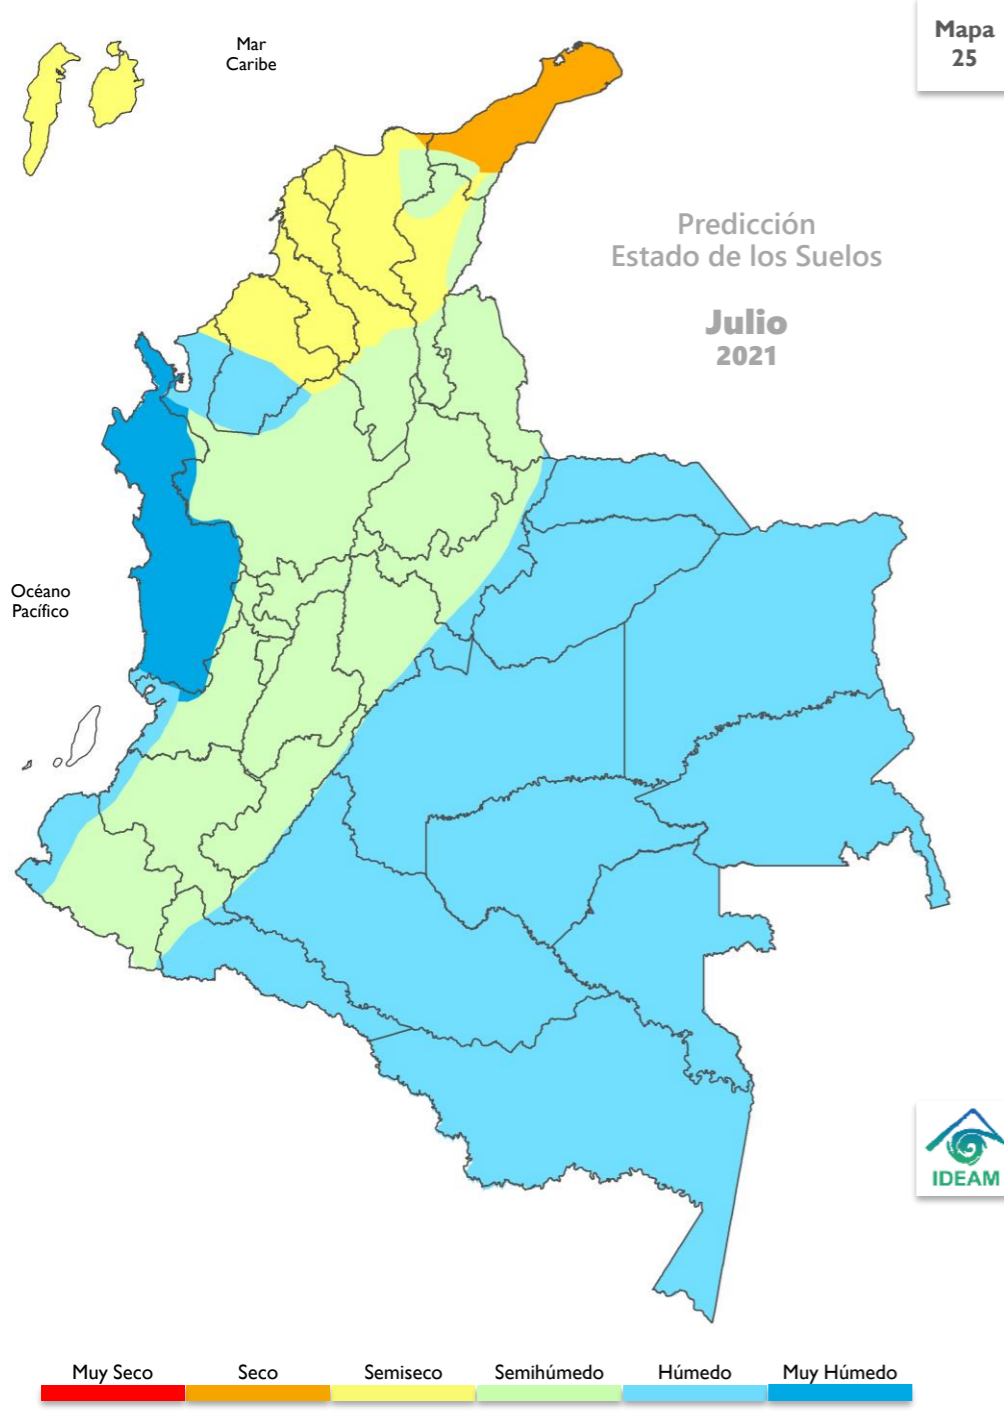 Mapa
25
Mar
Caribe
Predicción
Estado de los Suelos
Julio
2021
Océano
Pacífico
IDEAM
Muy Seco
Seco
Semiseco
Semihúmedo
Húmedo
Muy Húmedo